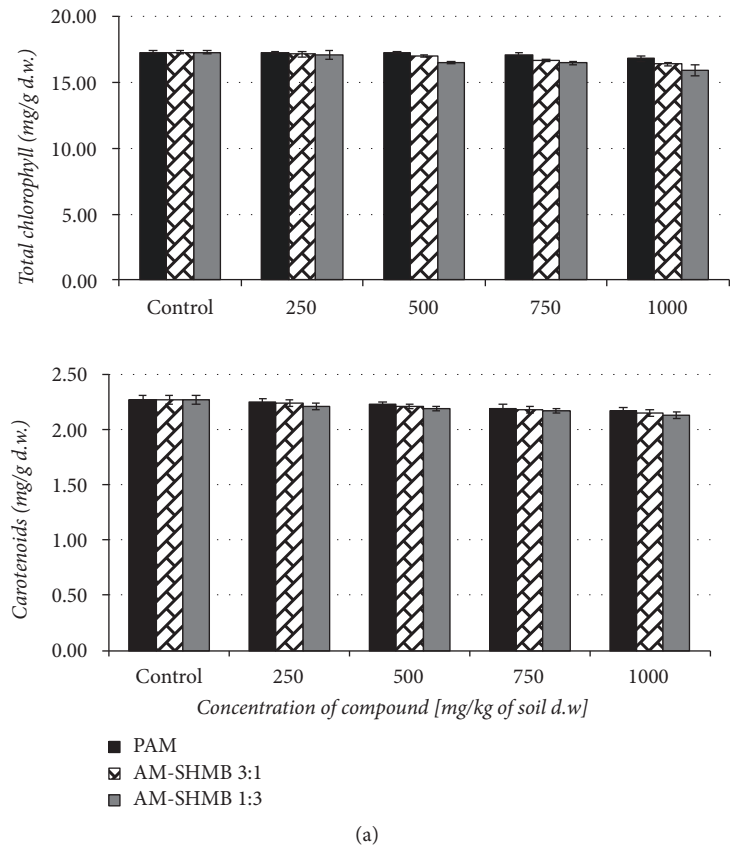 20.00
15.00
10.00
5.00
0.00
Total chlorophyll (mg/g d.w.)
Control 250 500 750 1000
2.50
2.00
1.50
1.00
0.50
0.00
Carotenoids (mg/g d.w.)
Control 250 500 750 1000
Concentration of compound [mg/kg of soil d.w]
PAM
AM-SHMB 3:1
AM-SHMB 1:3
(a)